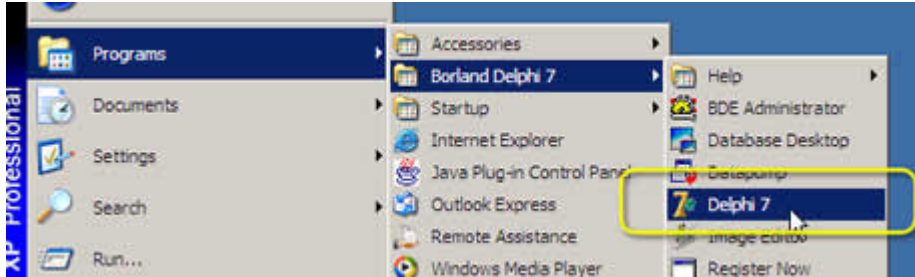 XP Professional
Programs
Documents
Settings
Search
Run...
Accessories
Borland Delphi 7
Startup
Internet Explorer
Java Plug-in Control Panel
Outlook Express
Remote Assistance
Windows Media Player
Help
BDE Administrator
Database Desktop
Datapump
Delphi 7
Image Editor
Register Now